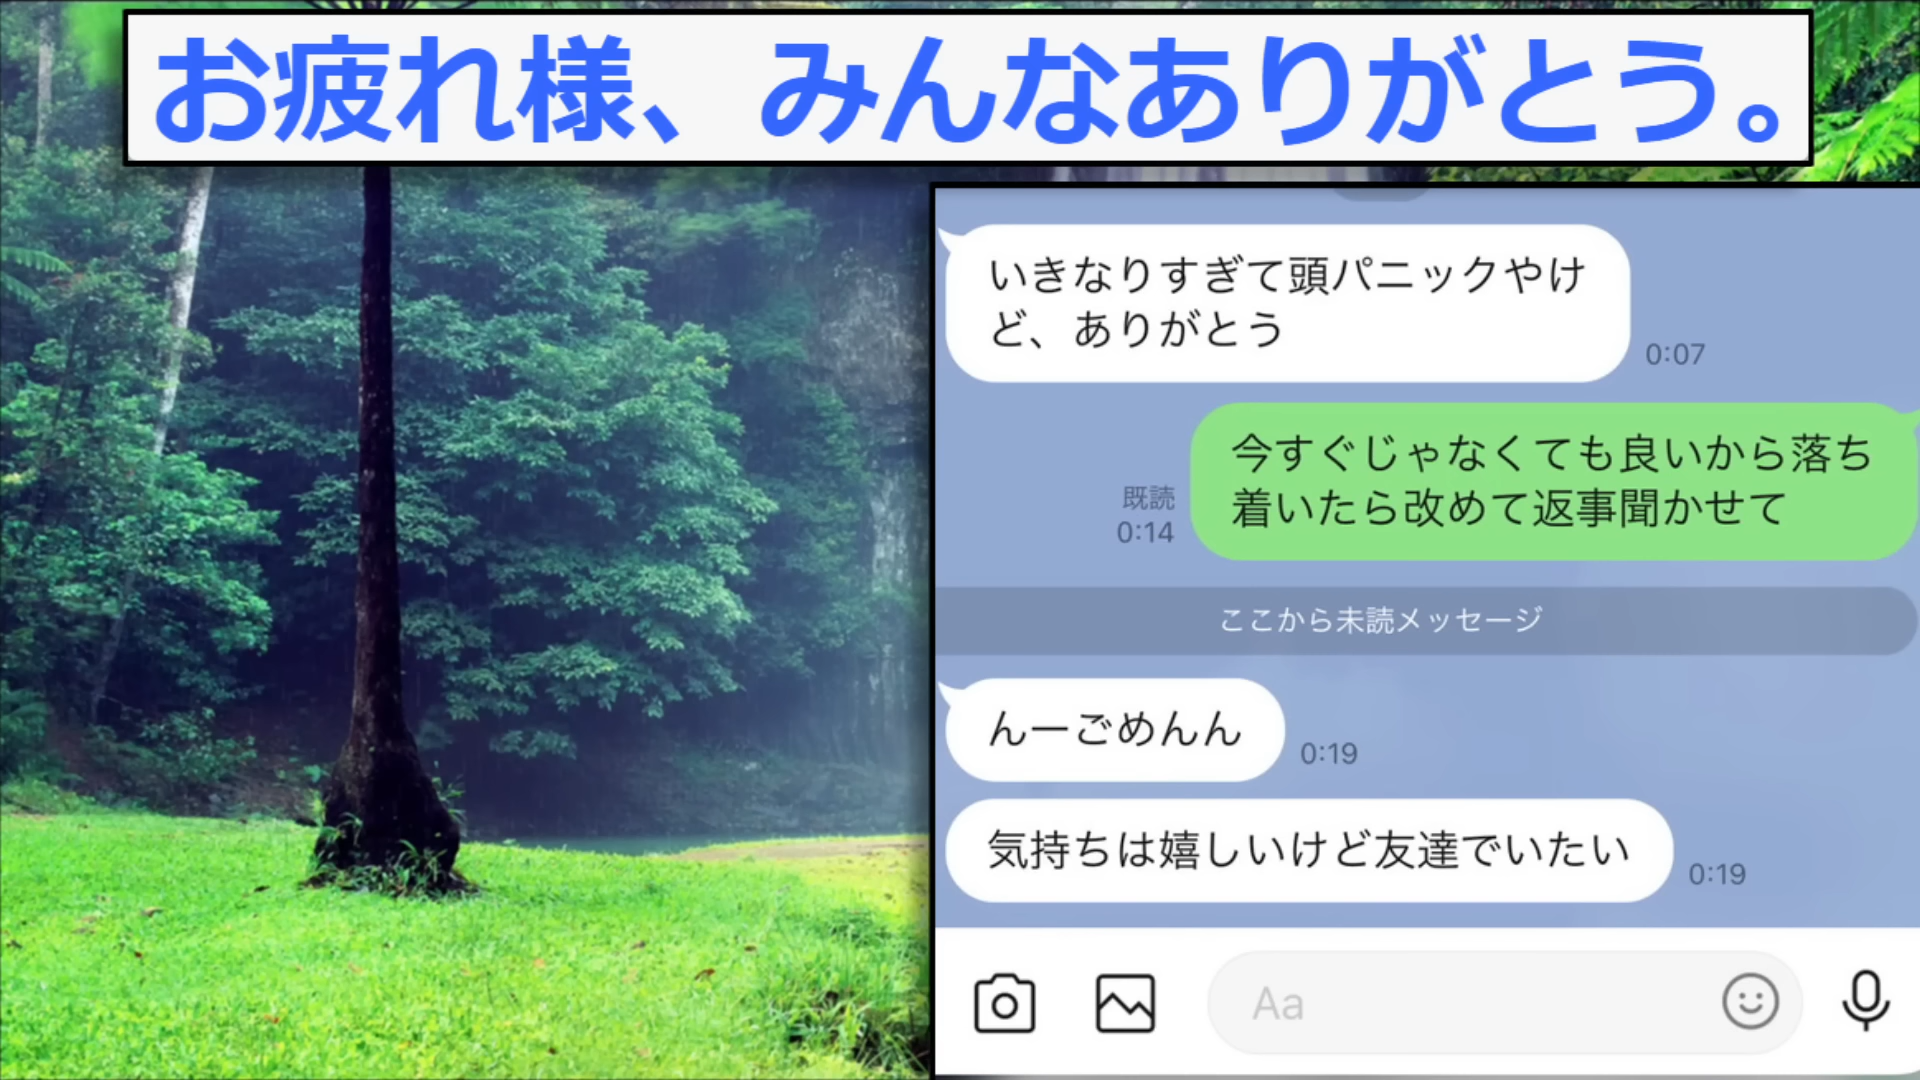 お疲れ様、みんなありがとう。
いきなりすぎて頭パニックやけ
ど、ありがとう
0:07
今すぐじゃなくても良いから落ち
着いたら改めて返事聞かせて
既読
0:14
ここから未読メッセージ
んーごめんん
0:19
気持ちは嬉しいけど友達でいたい
0:19
Aa